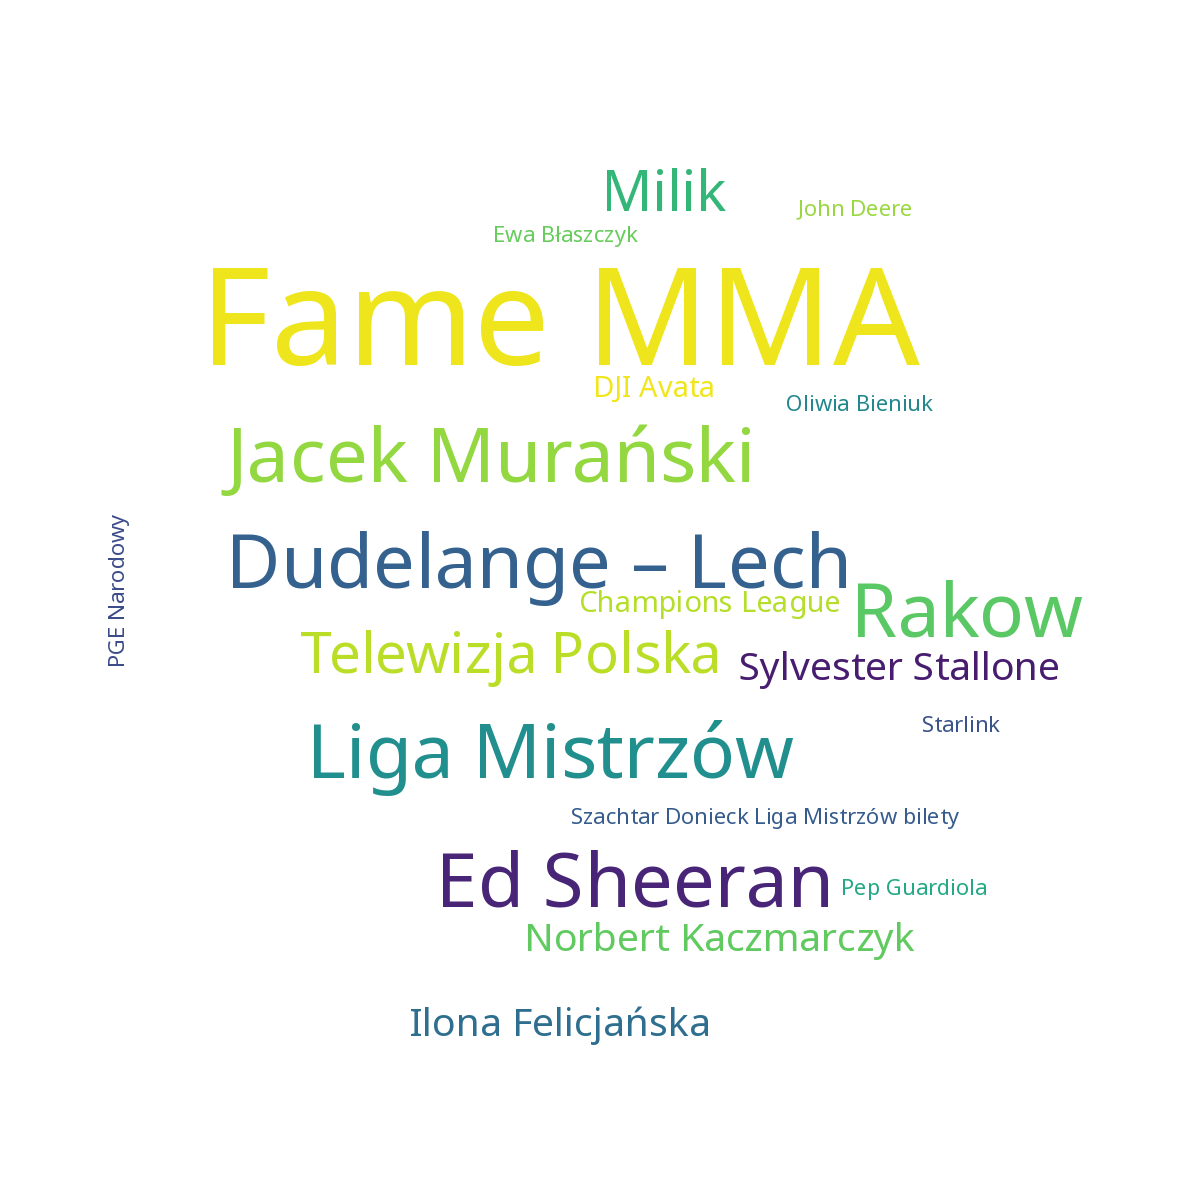 Milik
John Deere
Ewa Błaszczyk
Fame MMA
DJI Avata
Oliwia Bieniuk
Jacek Murański
PGE Narodowy
Dudelange – Lech
Champions League
Rakow
Telewizja Polska
Sylvester Stallone
Starlink
Liga Mistrzów
Szachtar Donieck Liga Mistrzów bilety
Ed Sheeran
Pep Guardiola
Norbert Kaczmarczyk
Ilona Felicjańska